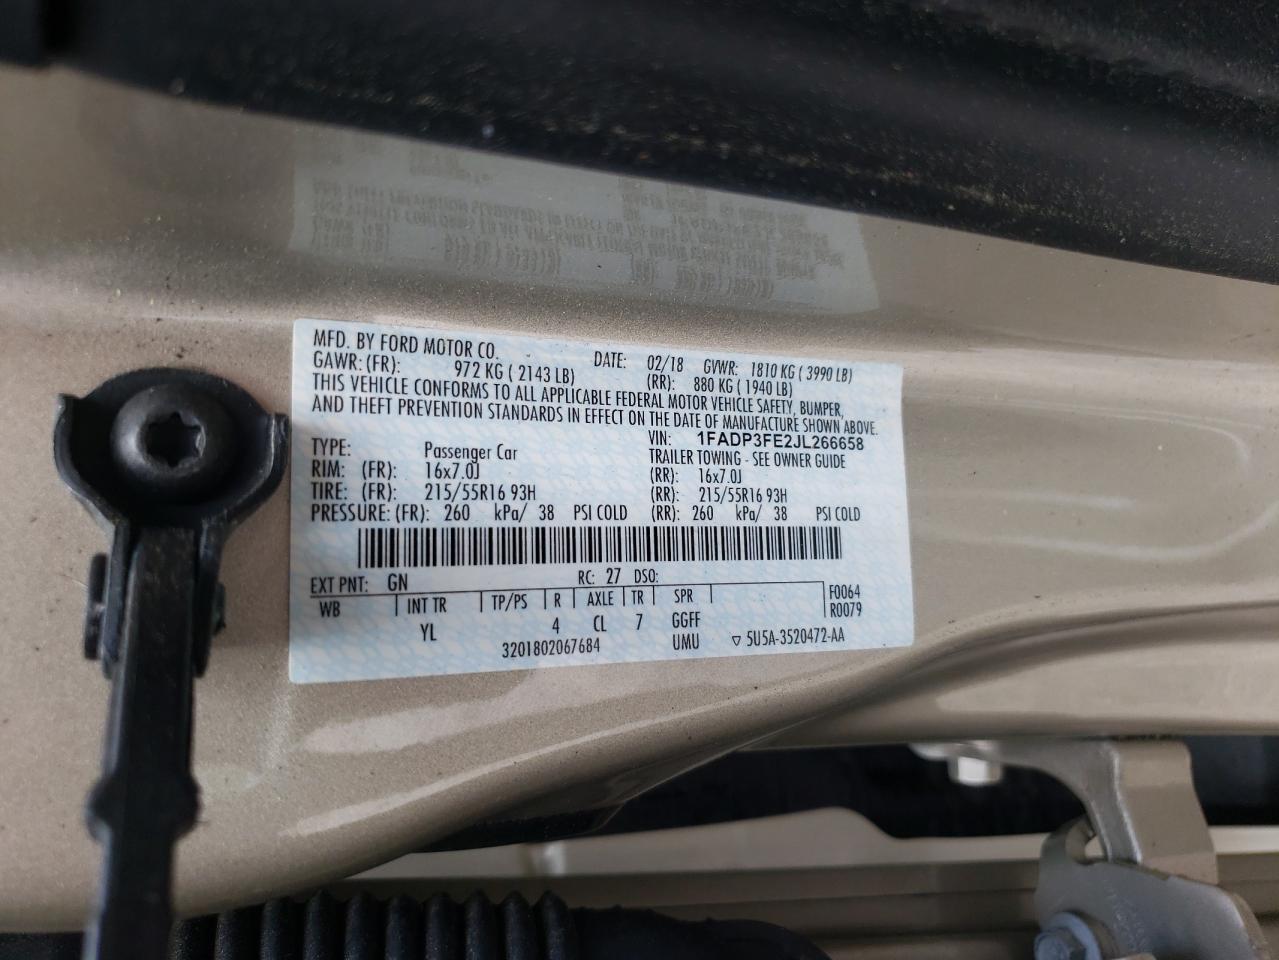 MFD. BY FORD MOTOR CO. DATE: 02/18 GVWR: 1810 KG ( 3990 LB)
GAWR: (FR): 972 KG ( 2143 LB) (RR): 880 KG ( 1940 LB)
THIS VEHICLE CONFORMS TO ALL APPLICABLE FEDERAL MOTOR VEHICLE SAFETY, BUMPER,
AND THEFT PREVENTION STANDARDS IN EFFECT ON THE DATE OF MANUFACTURE SHOWN ABOVE.
VIN: 1FADP3FE2JL266658
TYPE: Passenger Car TRAILER TOWING - SEE OWNER GUIDE
RIM: (FR): 16x7.0J (RR): 16x7.0J
TIRE: (FR): 215/55R16 93H (RR): 215/55R16 93H
PRESSURE: (FR): 260 kPa/ 38 PSI COLD (RR): 260 kPa/ 38 PSI COLD
EXT PNT: GN RC: 27 DSO:
WB INT TR TP/PS R AXLE TR SPR F0064
R0079
YL 4 CL 7 GGFF
3201802067684 UMU ▽ 5U5A-3520472-AA